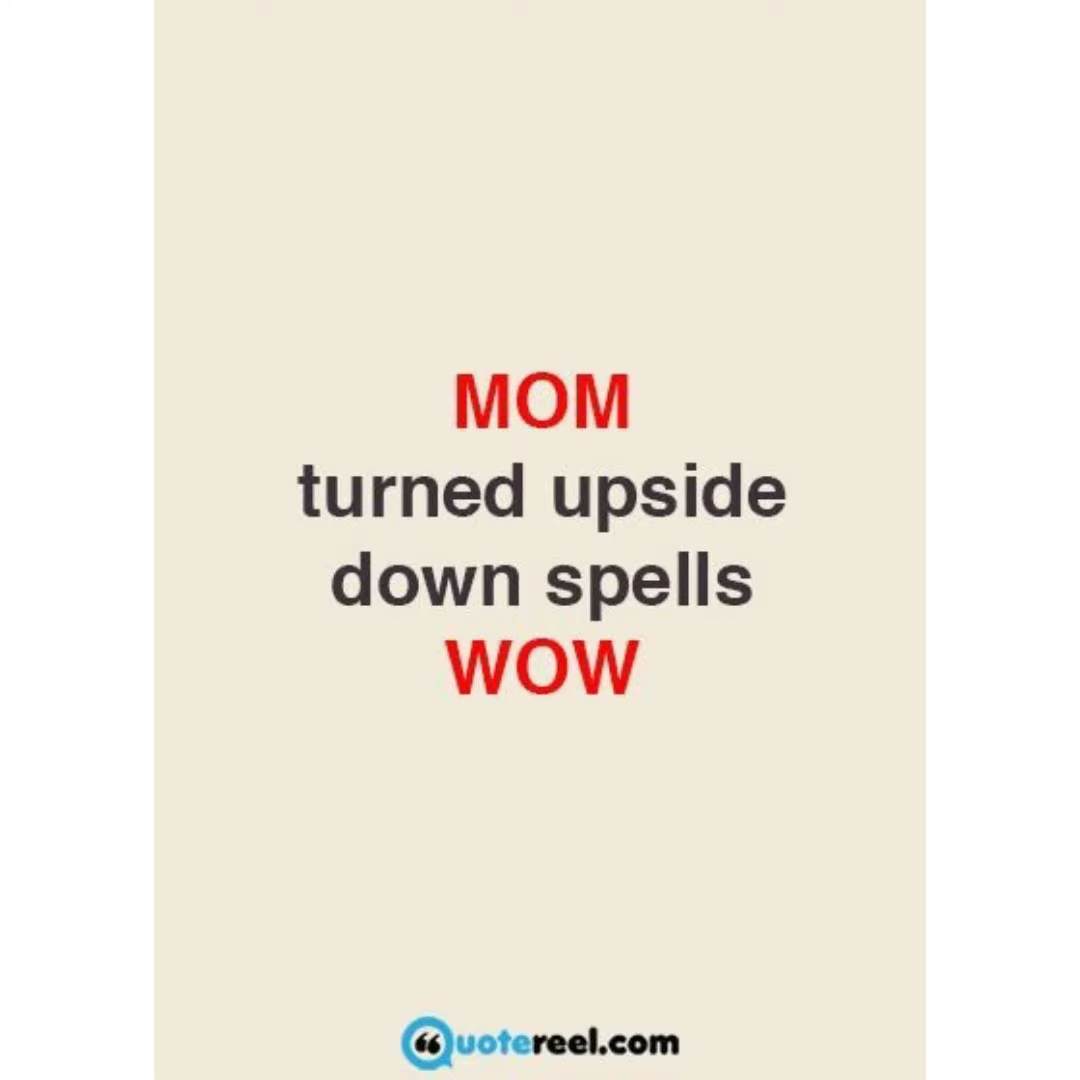 MOM
turned upside
down spells
WOW
Quotereel.com